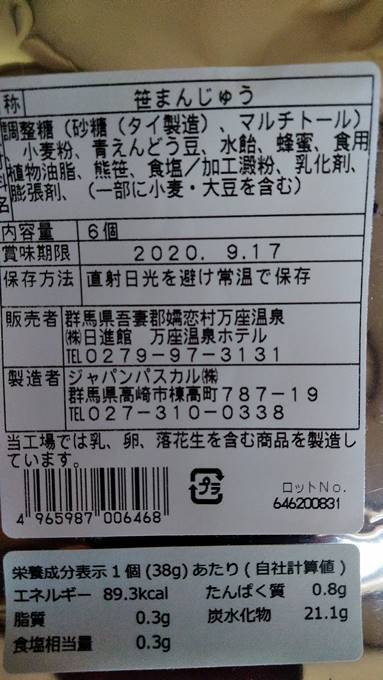 称 笹まんじゅう
調整糖（砂糖（タイ製造）、マルチトール）
、小麦粉、青えんどう豆、水飴、蜂蜜、食用
植物油脂、熊笹、食塩／加工澱粉、乳化剤、
膨張剤、（一部に小麦・大豆を含む）
名
内容量 6個
賞味期限 2020. 9.17
保存方法 直射日光を避け常温で保存
販売者 群馬県吾妻郡嬬恋村万座温泉
㈱日進館 万座温泉ホテル
TEL0279-97-3131
製造者 ジャパンパスカル㈱
群馬県高崎市棟高町787-19
TEL027-310-0338
当工場では乳、卵、落花生を含む商品を製造し
ています。
プラ
ロットNo.
646200831
4 965987 006468
栄養成分表示1個(38g)あたり(自社計算値)
エネルギー 89.3kcal たんぱく質 0.8g
脂質 0.3g 炭水化物 21.1g
食塩相当量 0.3g